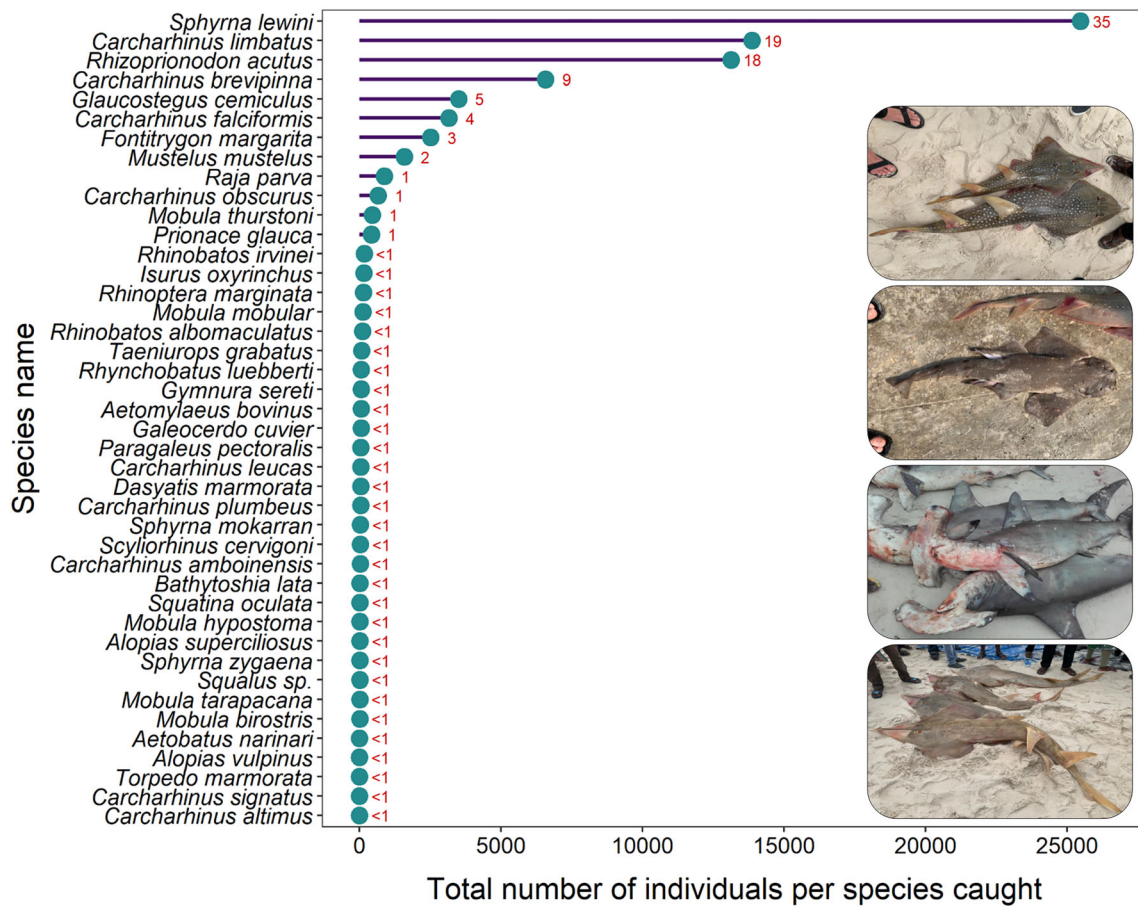 Species name
Sphyrna lewini 35
Carcharhinus limbatus 19
Rhizoprionodon acutus 18
Carcharhinus brevipinna 9
Glaucostegus cemiculus 5
Carcharhinus falciformis 4
Fontitrygon margarita 3
Mustelus mustelus 2
Raja parva 1
Carcharhinus obscurus 1
Mobula thurstoni 1
Prionace glauca 1
Rhinobatos irvinei <1
Isurus oxyrinchus <1
Rhinoptera marginata <1
Mobula mobular <1
Rhinobatos albomaculatus <1
Taeniurops grabatus <1
Rhynchobatus luebberti <1
Gymnura sereti <1
Aetomylaeus bovinus <1
Galeocerdo cuvier <1
Paragaleus pectoralis <1
Carcharhinus leucas <1
Dasyatis marmorata <1
Carcharhinus plumbeus <1
Sphyrna mokarran <1
Scyliorhinus cervigoni <1
Carcharhinus amboinensis <1
Bathytoshia lata <1
Squatina oculata <1
Mobula hypostoma <1
Alopias superciliosus <1
Sphyrna zygaena <1
Squalus sp. <1
Mobula tarapacana <1
Mobula birostris <1
Aetobatus narinari <1
Alopias vulpinus <1
Torpedo marmorata <1
Carcharhinus signatus <1
Carcharhinus altimus <1
0 5000 10000 15000 20000 25000
Total number of individuals per species caught